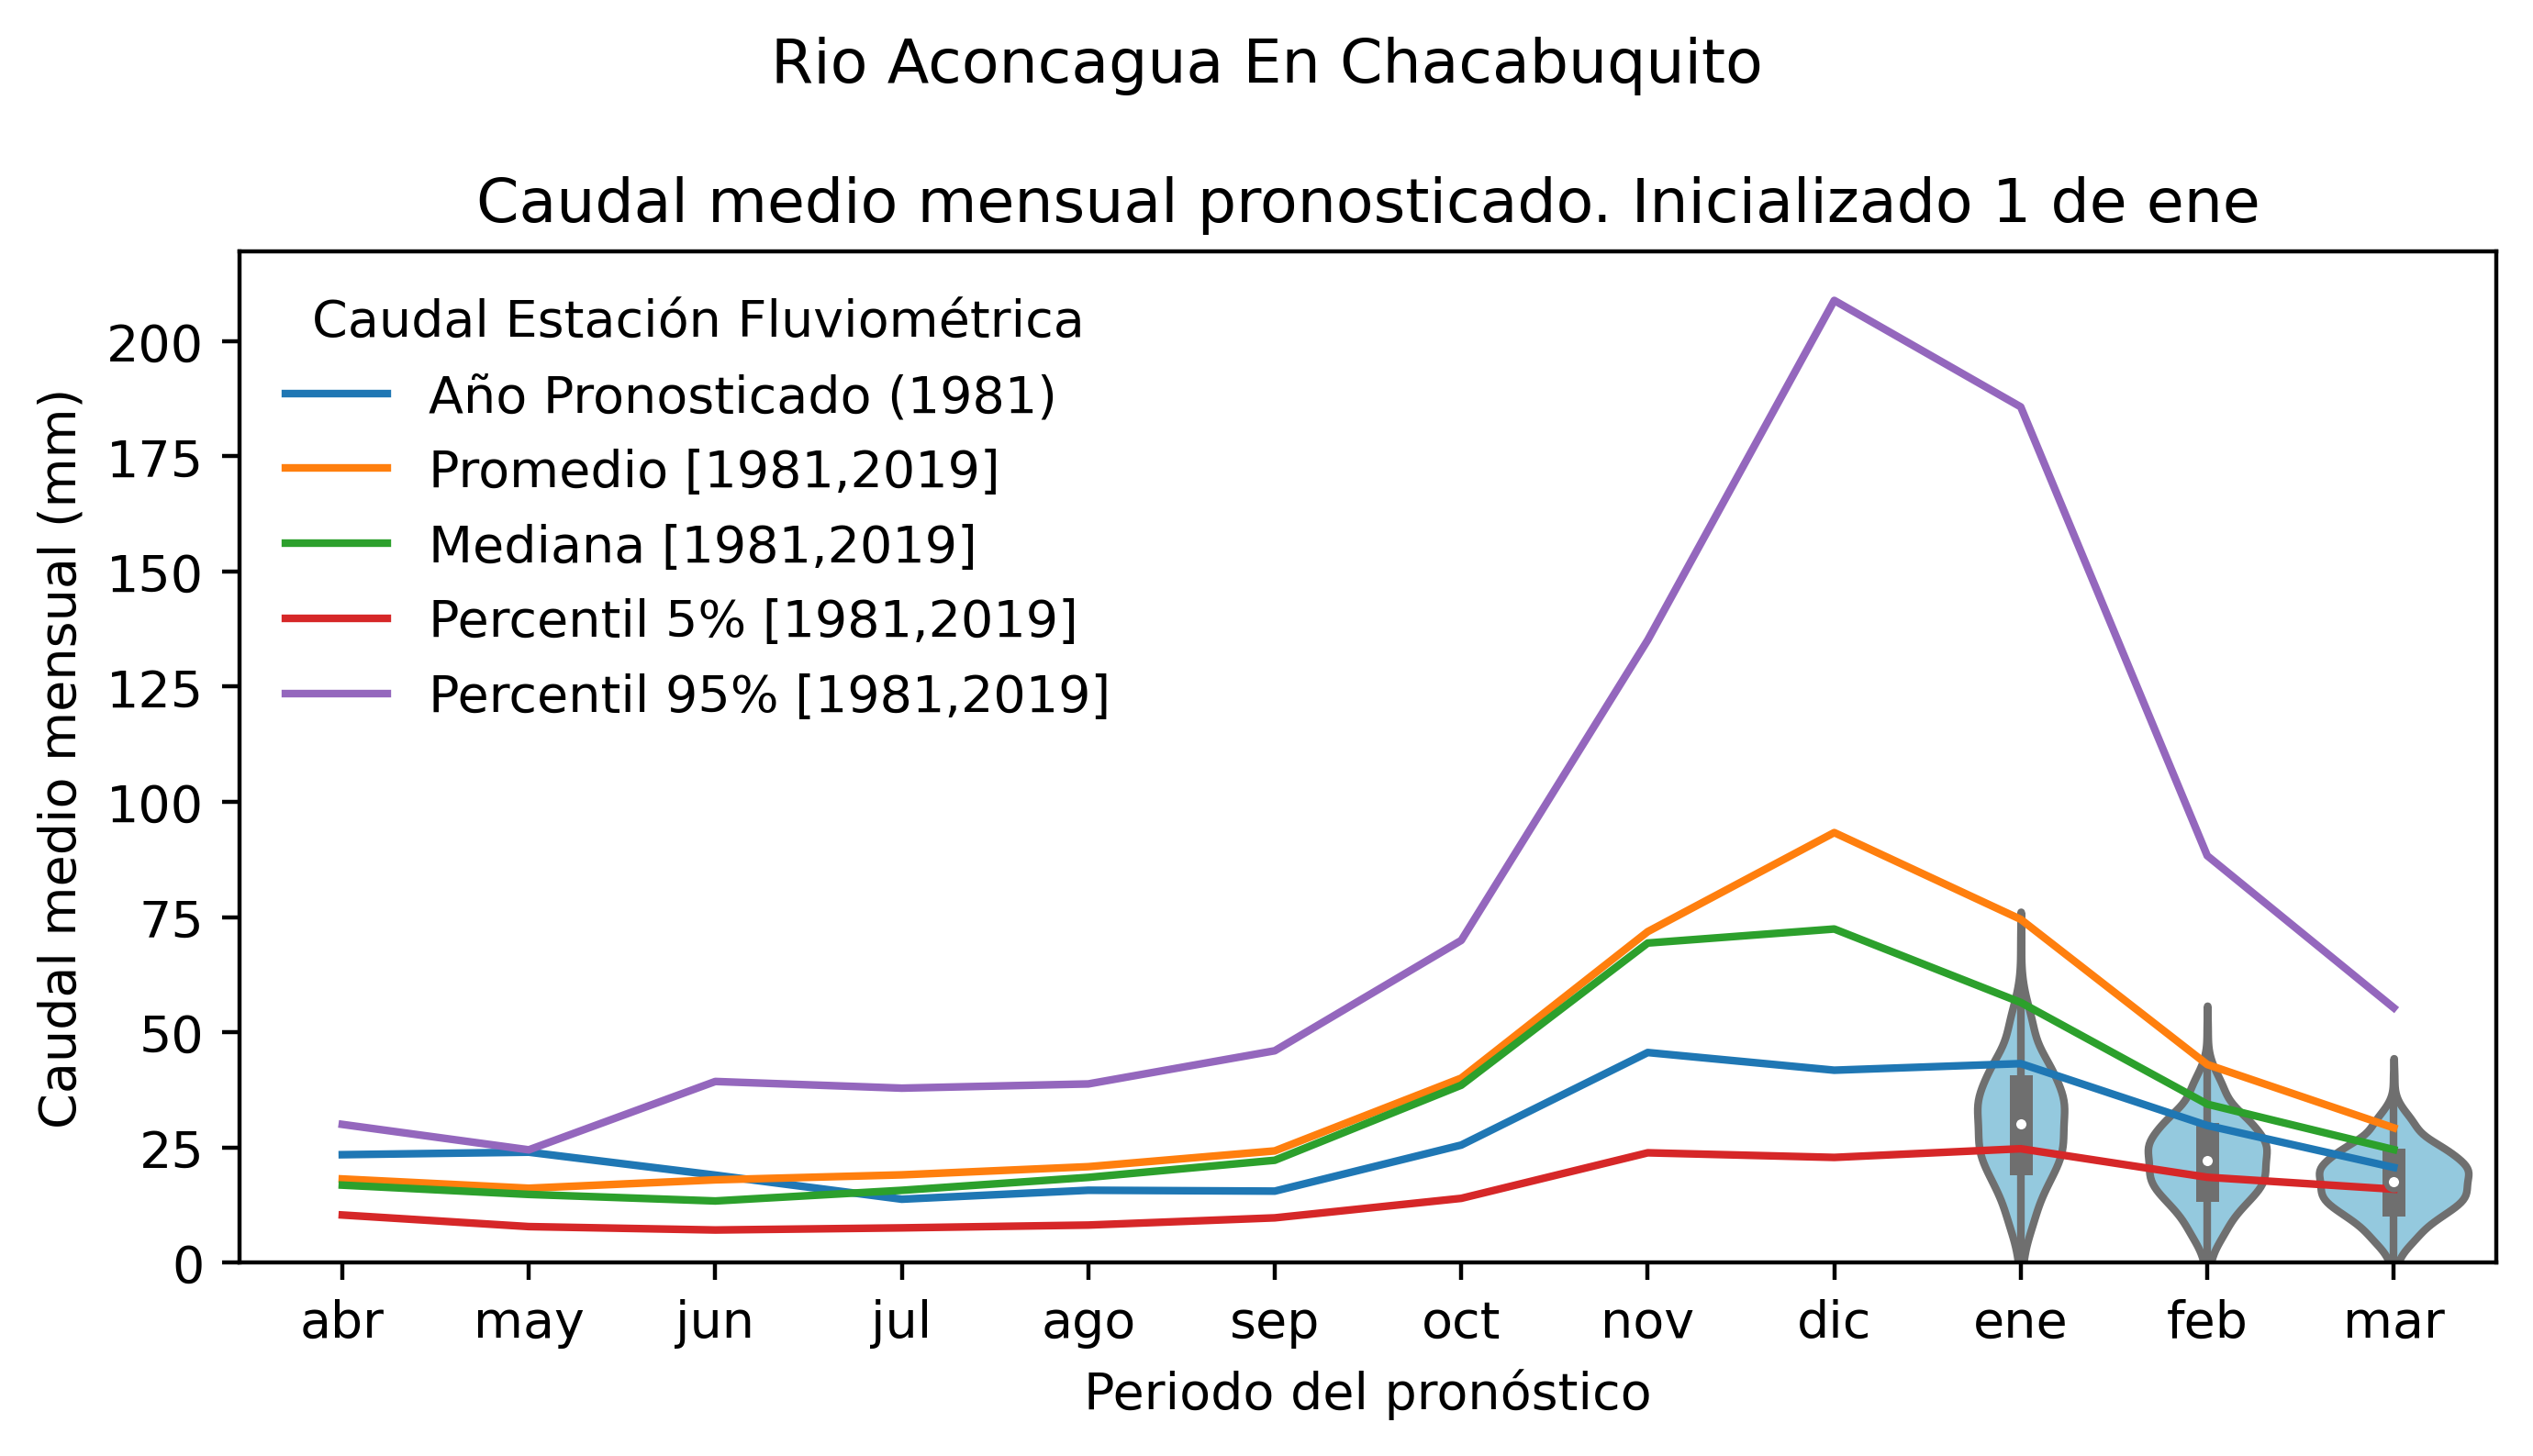 Rio Aconcagua En Chacabuquito
Caudal medio mensual pronosticado. Inicializado 1 de ene
Caudal medio mensual (mm)
200
175
150
125
100
75
50
25
0
Caudal Estación Fluviométrica
Año Pronosticado (1981)
Promedio [1981,2019]
Mediana [1981,2019]
Percentil 5% [1981,2019]
Percentil 95% [1981,2019]
abr may jun jul ago sep oct nov dic ene feb mar
Periodo del pronóstico